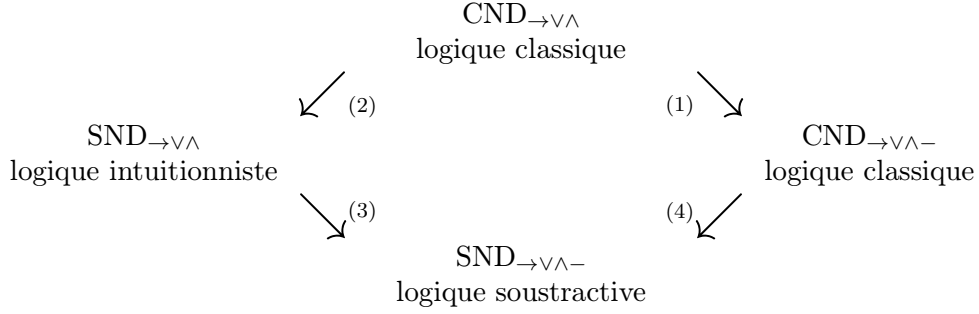 CND→∨∧
logique classique
(2) (1)
SND→∨∧ CND→∨∧−
logique intuitionniste logique classique
(3) (4)
SND→∨∧−
logique soustractive